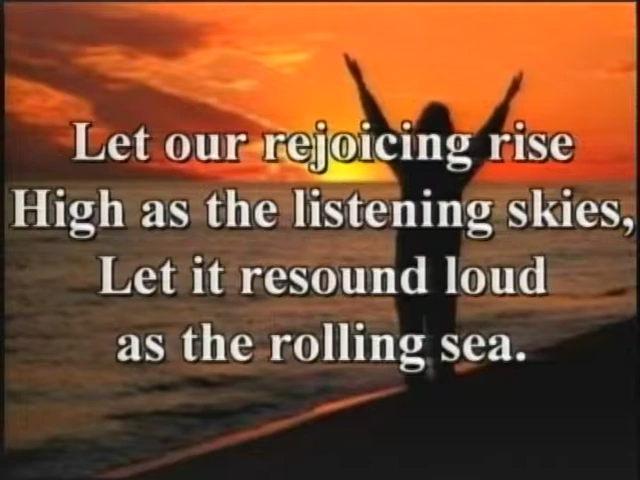 Let our rejoicing rise
High as the listening skies,
Let it resound loud
as the rolling sea.